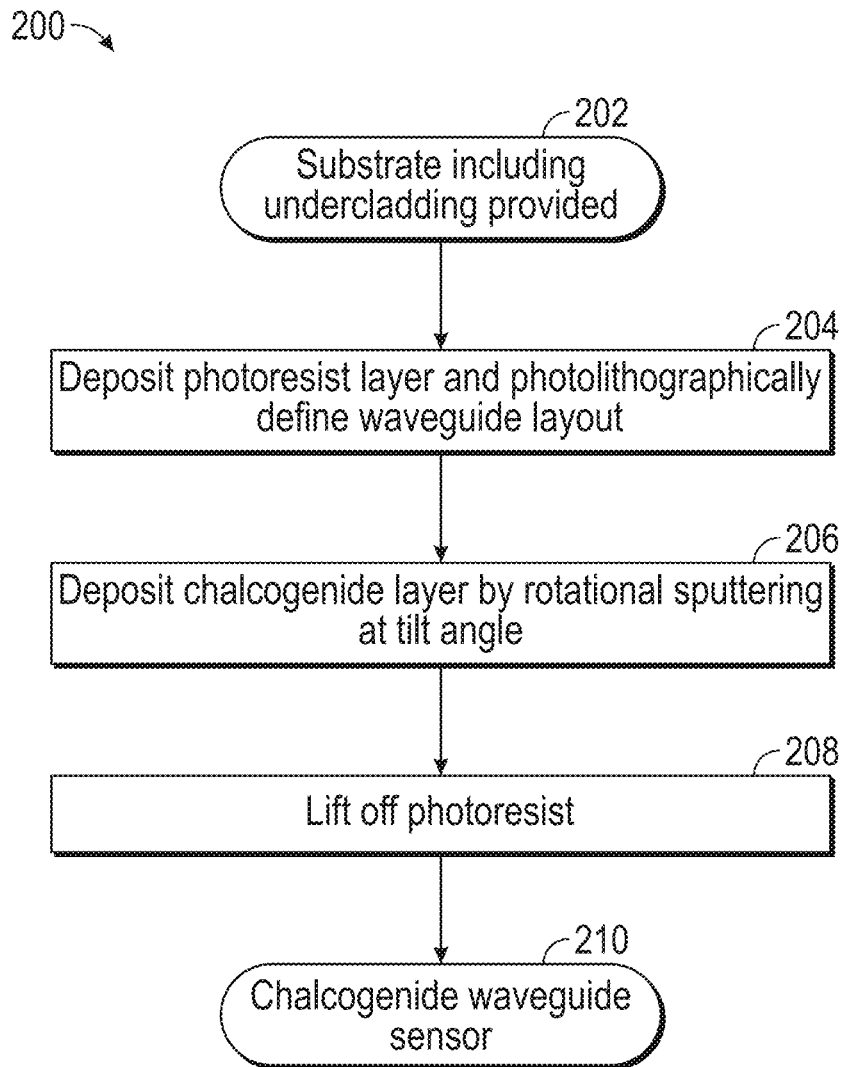 200
202
Substrate including
undercladding provided
204
Deposit photoresist layer and photolithographically
define waveguide layout
206
Deposit chalcogenide layer by rotational sputtering
at tilt angle
208
Lift off photoresist
210
Chalcogenide waveguide
sensor